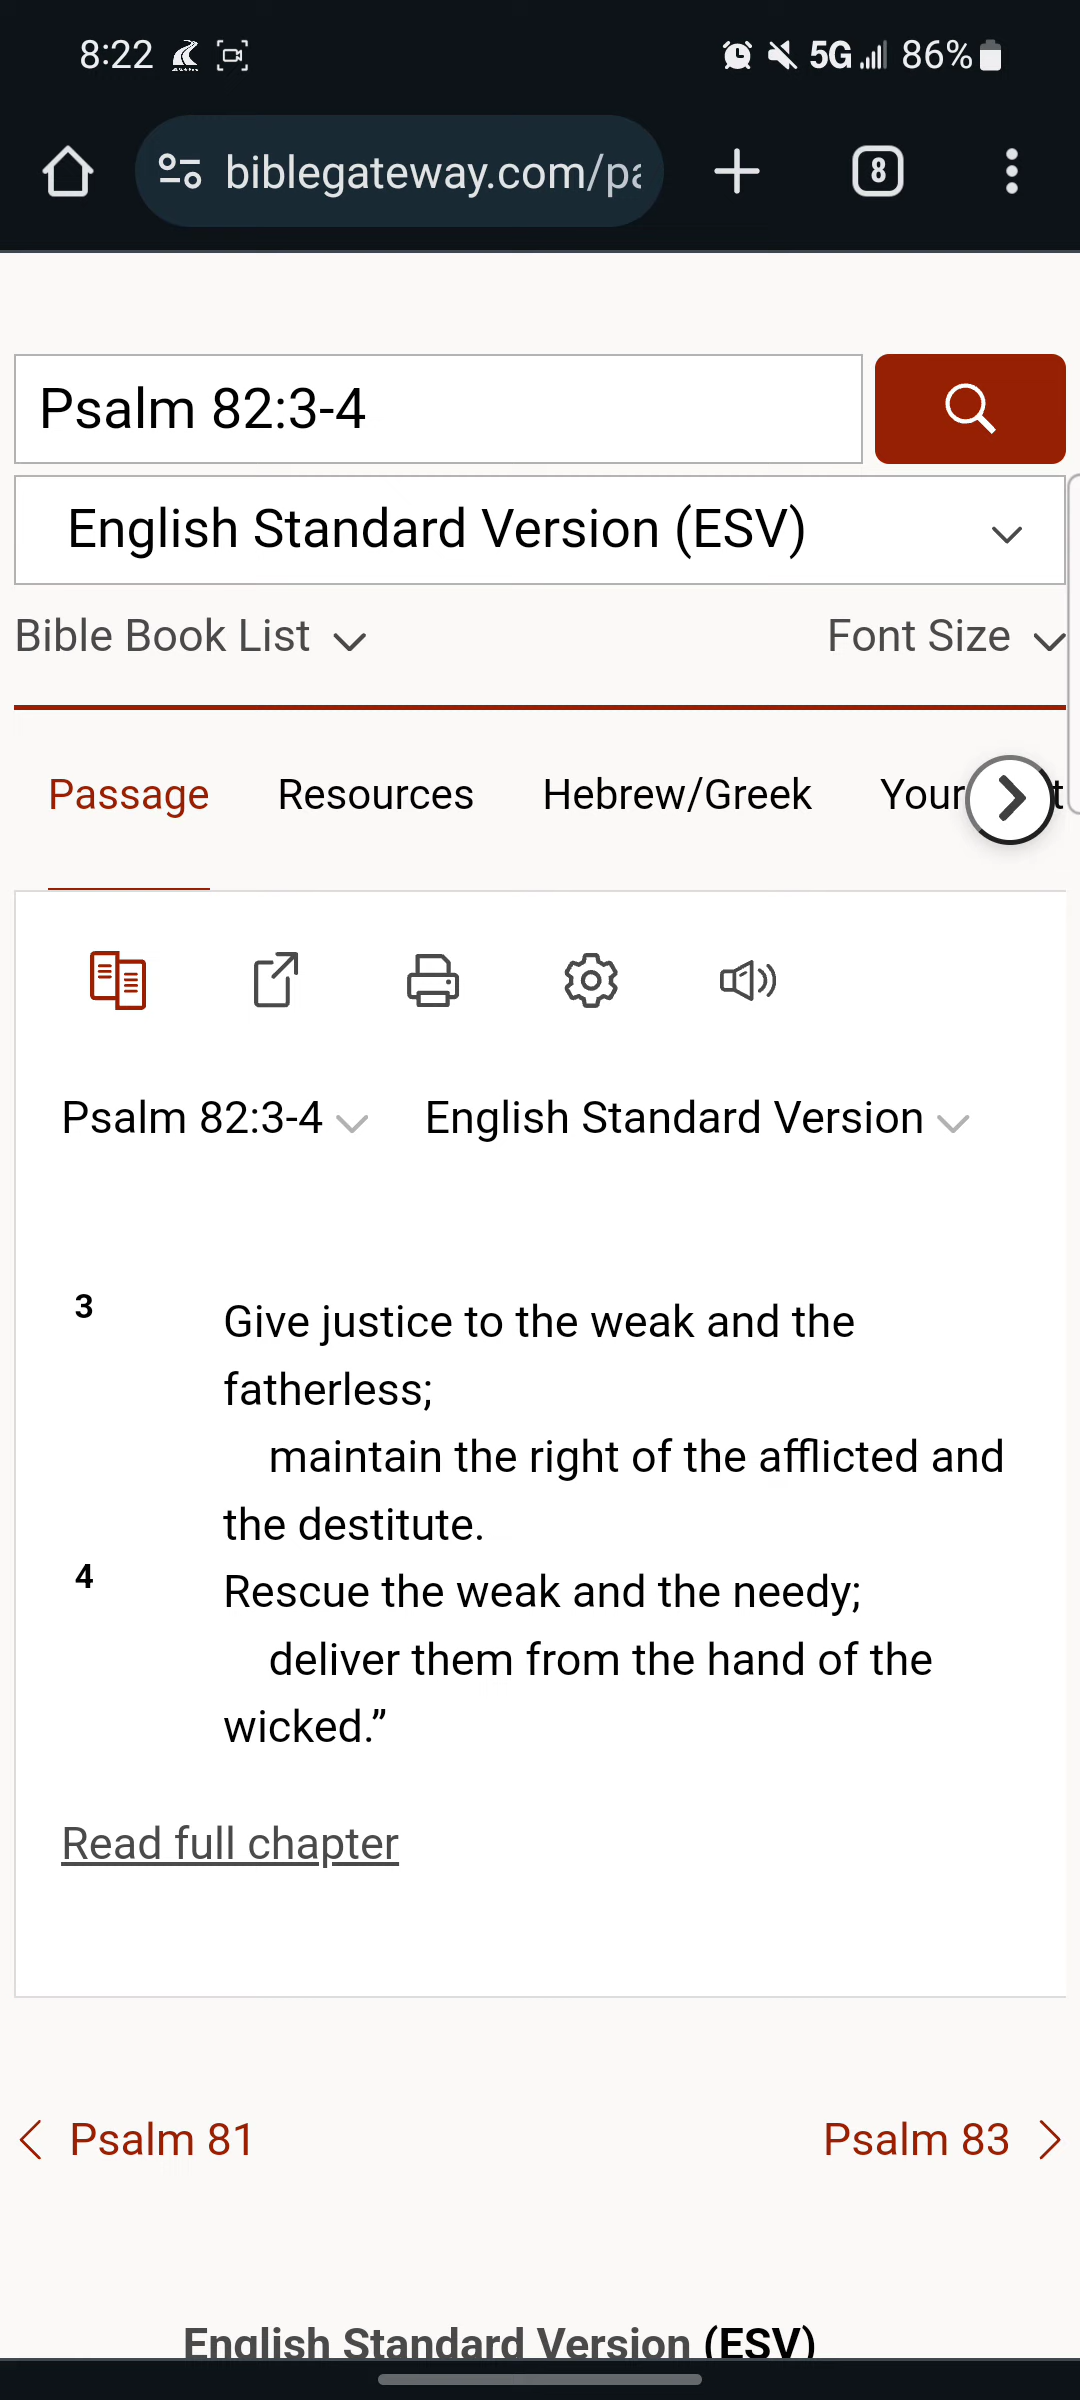 8:22
5G 86%
biblegateway.com/pa
8
Psalm 82:3-4
English Standard Version (ESV)
Bible Book List
Font Size
Passage Resources Hebrew/Greek Your t
Psalm 82:3-4 English Standard Version
3 Give justice to the weak and the
fatherless;
maintain the right of the afflicted and
the destitute.
4 Rescue the weak and the needy;
deliver them from the hand of the
wicked.”
Read full chapter
Psalm 81
Psalm 83
English Standard Version (ESV)